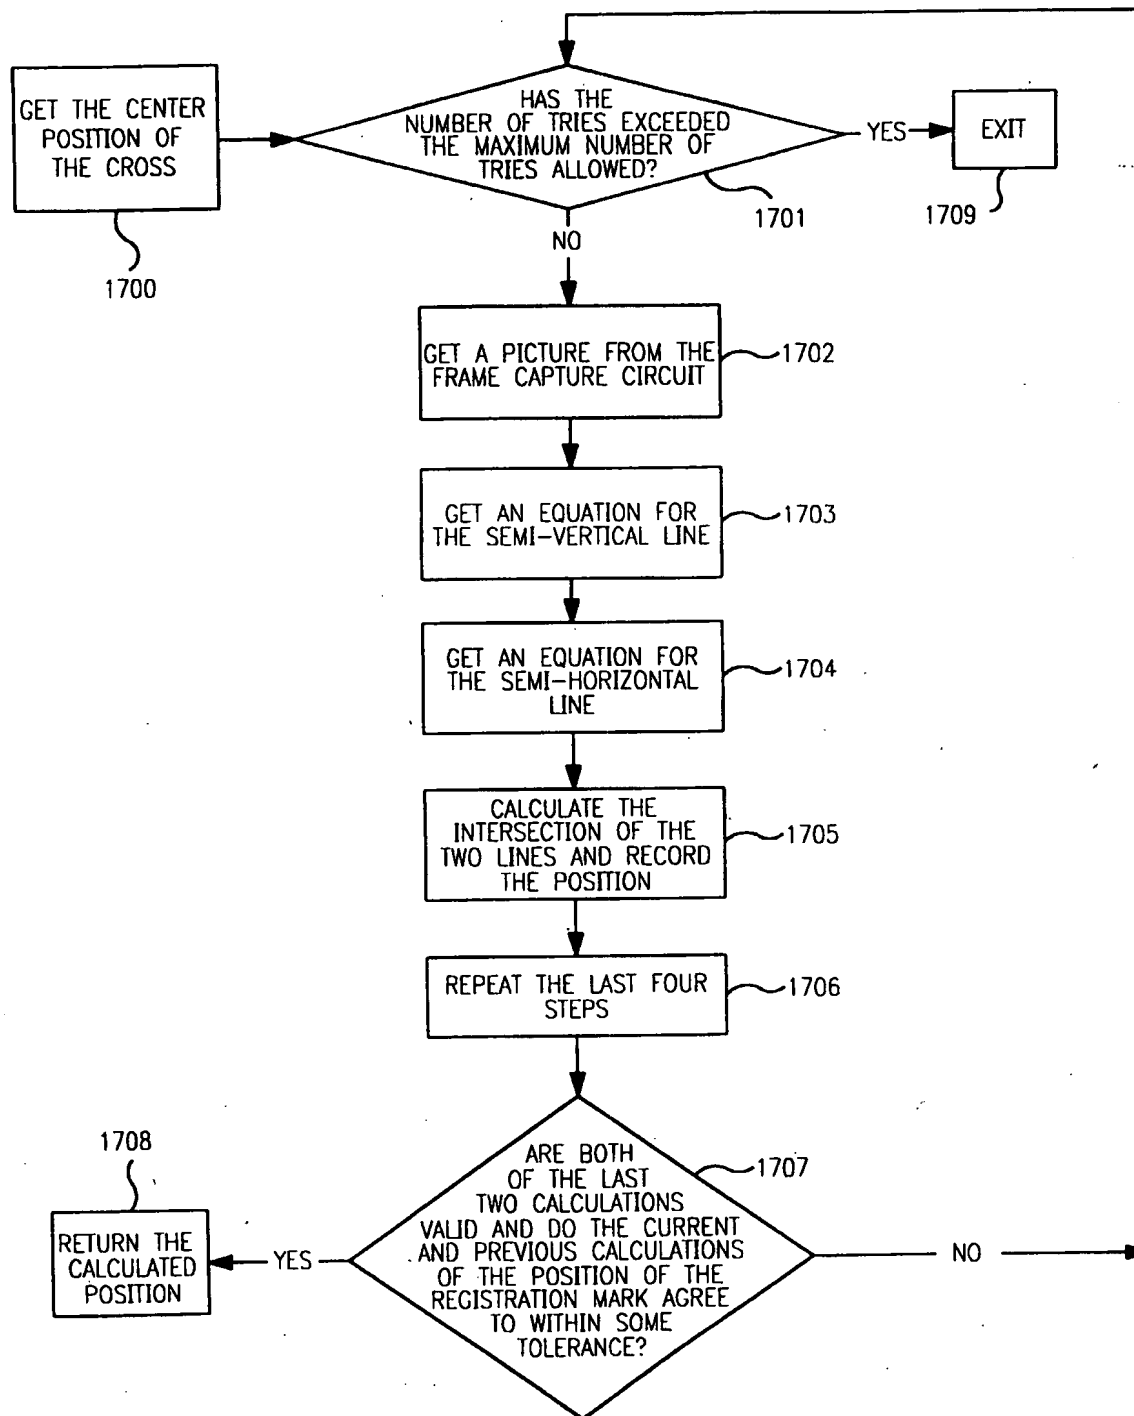 GET THE CENTER
POSITION OF
THE CROSS
1700
HAS THE
NUMBER OF TRIES EXCEEDED
THE MAXIMUM NUMBER OF
TRIES ALLOWED?
1701
YES
EXIT
1709
NO
GET A PICTURE FROM THE
FRAME CAPTURE CIRCUIT
1702
GET AN EQUATION FOR
THE SEMI-VERTICAL LINE
1703
GET AN EQUATION FOR
THE SEMI-HORIZONTAL
LINE
1704
CALCULATE THE
INTERSECTION OF THE
TWO LINES AND RECORD
THE POSITION
1705
REPEAT THE LAST FOUR
STEPS
1706
ARE BOTH
OF THE LAST
TWO CALCULATIONS
VALID AND DO THE CURRENT
AND PREVIOUS CALCULATIONS
OF THE POSITION OF THE
REGISTRATION MARK AGREE
TO WITHIN SOME
TOLERANCE?
1707
YES
1708
RETURN THE
CALCULATED
POSITION
NO